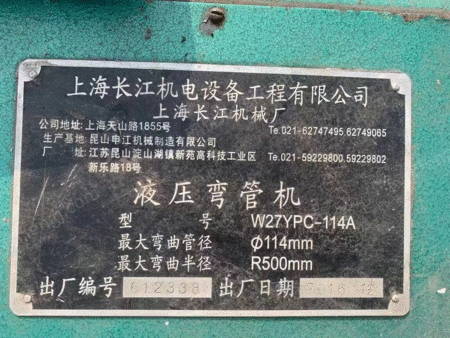 上海长江机电设备工程有限公司
上海长江机械厂
公司地址:上海天山路1855号 Te.021-62747495.62749065
生产基地:昆山申江机械制造有限公司
厂 址:江苏昆山淀山湖镇新苑高科技工业区 Te.021-59229800.59229802
新乐路18号
液压弯管机
型 号 W27YPC-114A
最大弯曲管径 Φ114mm
最大弯曲半径 R500mm
出厂编号 612338 出厂日期